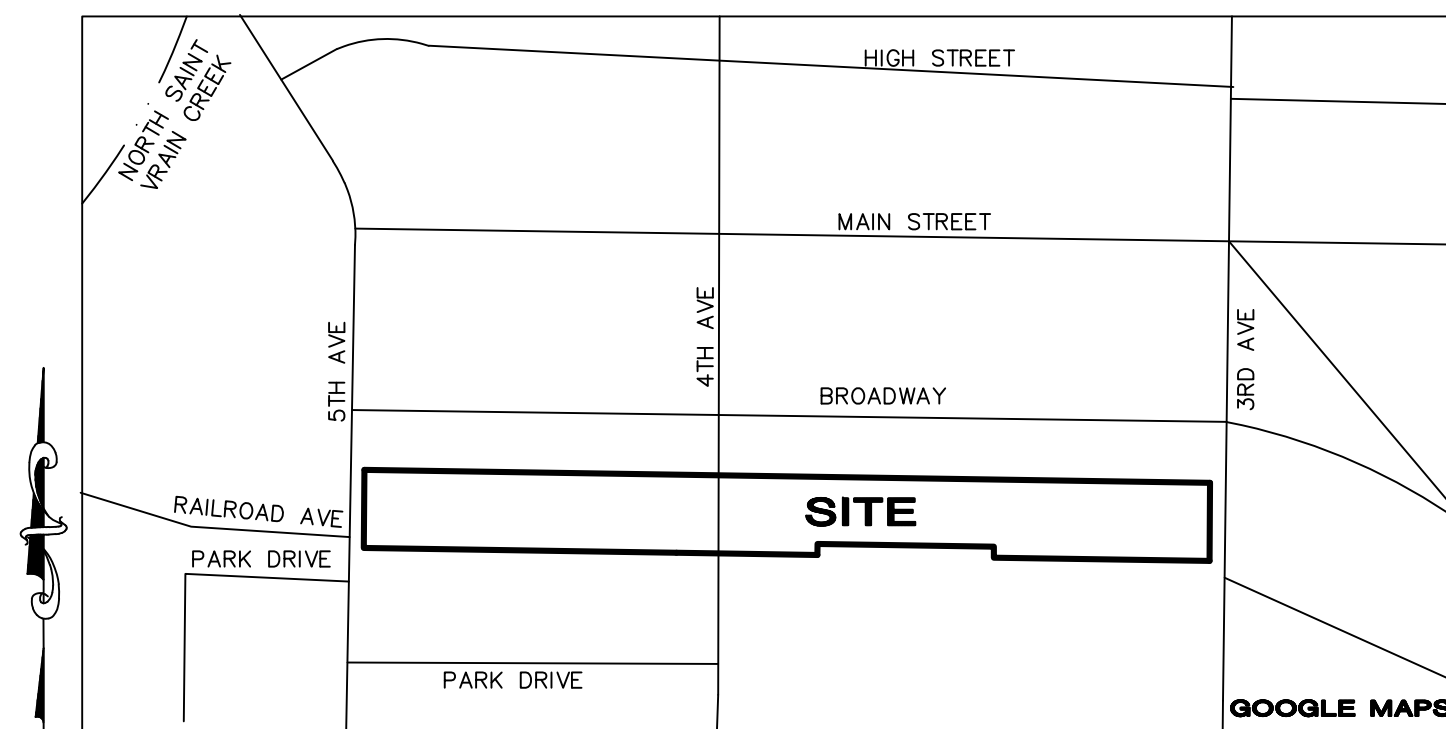 HIGH STREET
NORTH SAINT
VRAIN CREEK
MAIN STREET
4TH AVE
5TH AVE
3RD AVE
BROADWAY
RAILROAD AVE
SITE
PARK DRIVE
PARK DRIVE
GOOGLE MAPS